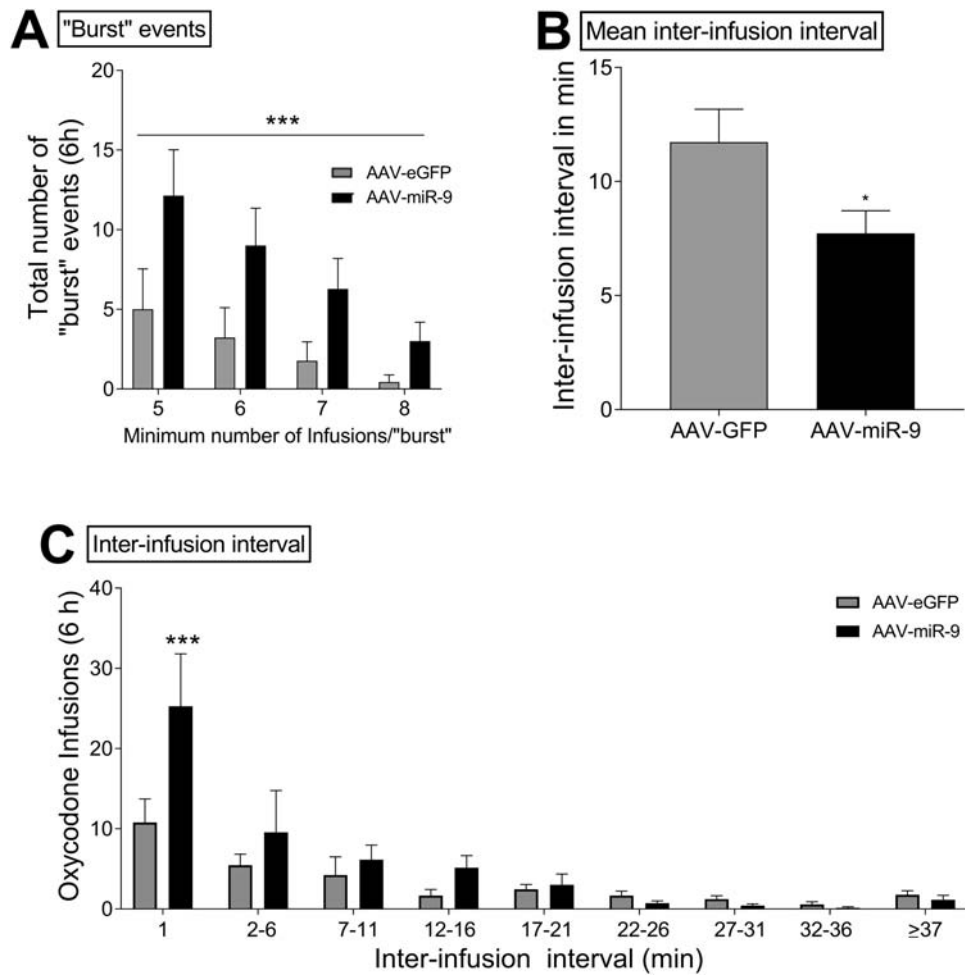 A "Burst" events
Total number of
"burst" events (6h)
20
15
10
5
0
***
AAV-eGFP
AAV-miR-9
5 6 7 8
Minimum number of Infusions/"burst"
B Mean inter-infusion interval
Inter-infusion interval in min
15
10
5
0
*
AAV-GFP AAV-miR-9
C Inter-infusion interval
Oxycodone Infusions (6 h)
40
30
20
10
0
***
AAV-eGFP
AAV-miR-9
1 2-6 7-11 12-16 17-21 22-26 27-31 32-36 ≥37
Inter-infusion interval (min)